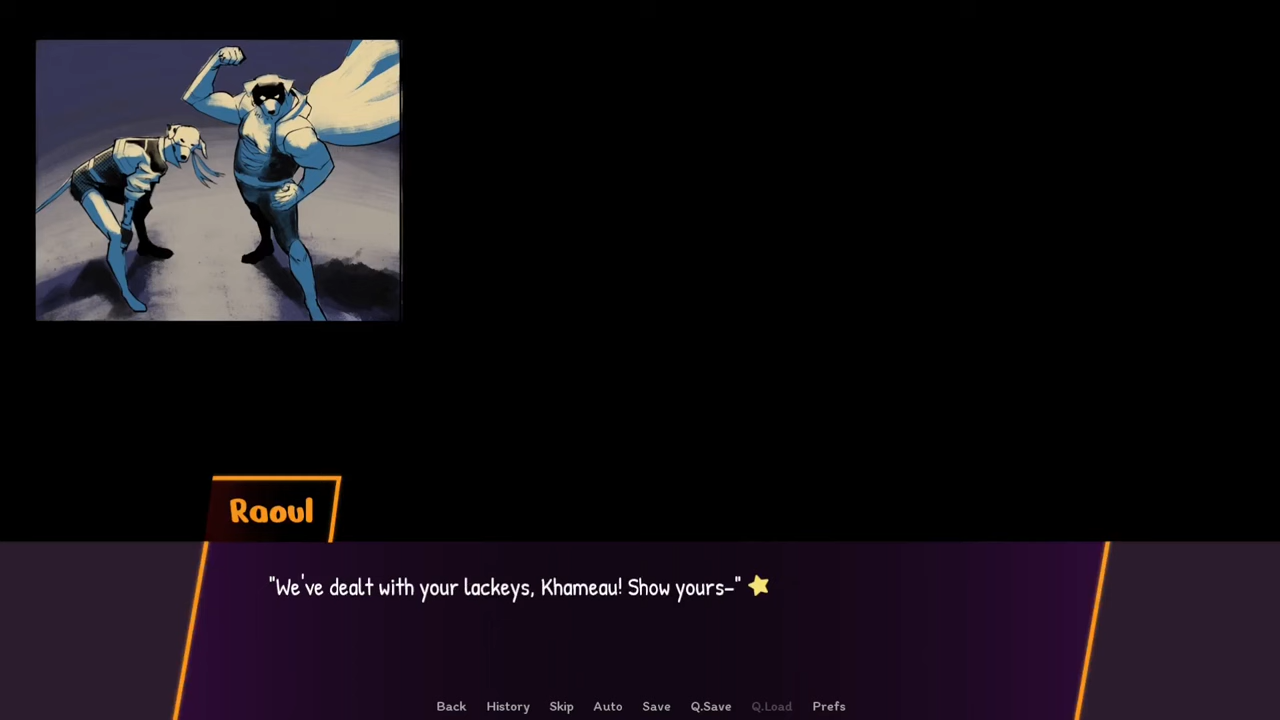 Raoul
"We've dealt with your lackeys, Khameau! Show yours–"
Back History Skip Auto Save Q.Save Q.Load Prefs